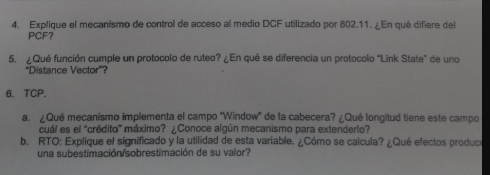 4. Explique el mecanismo de control de acceso al medio DCF utilizado por 802.11. ¿En qué difiere del
PCF?
5. ¿Qué función cumple un protocolo de ruteo? ¿En qué se diferencia un protocolo "Link State" de uno
"Distance Vector"?
6. TCP.
a. ¿Qué mecanismo implementa el campo "Window" de la cabecera? ¿Qué longitud tiene este campo
cuál es el "crédito" máximo? ¿Conoce algún mecanismo para extenderlo?
b. RTO: Explique el significado y la utilidad de esta variable. ¿Cómo se calcula? ¿Qué efectos
una subestimación/sobrestimación de su valor?